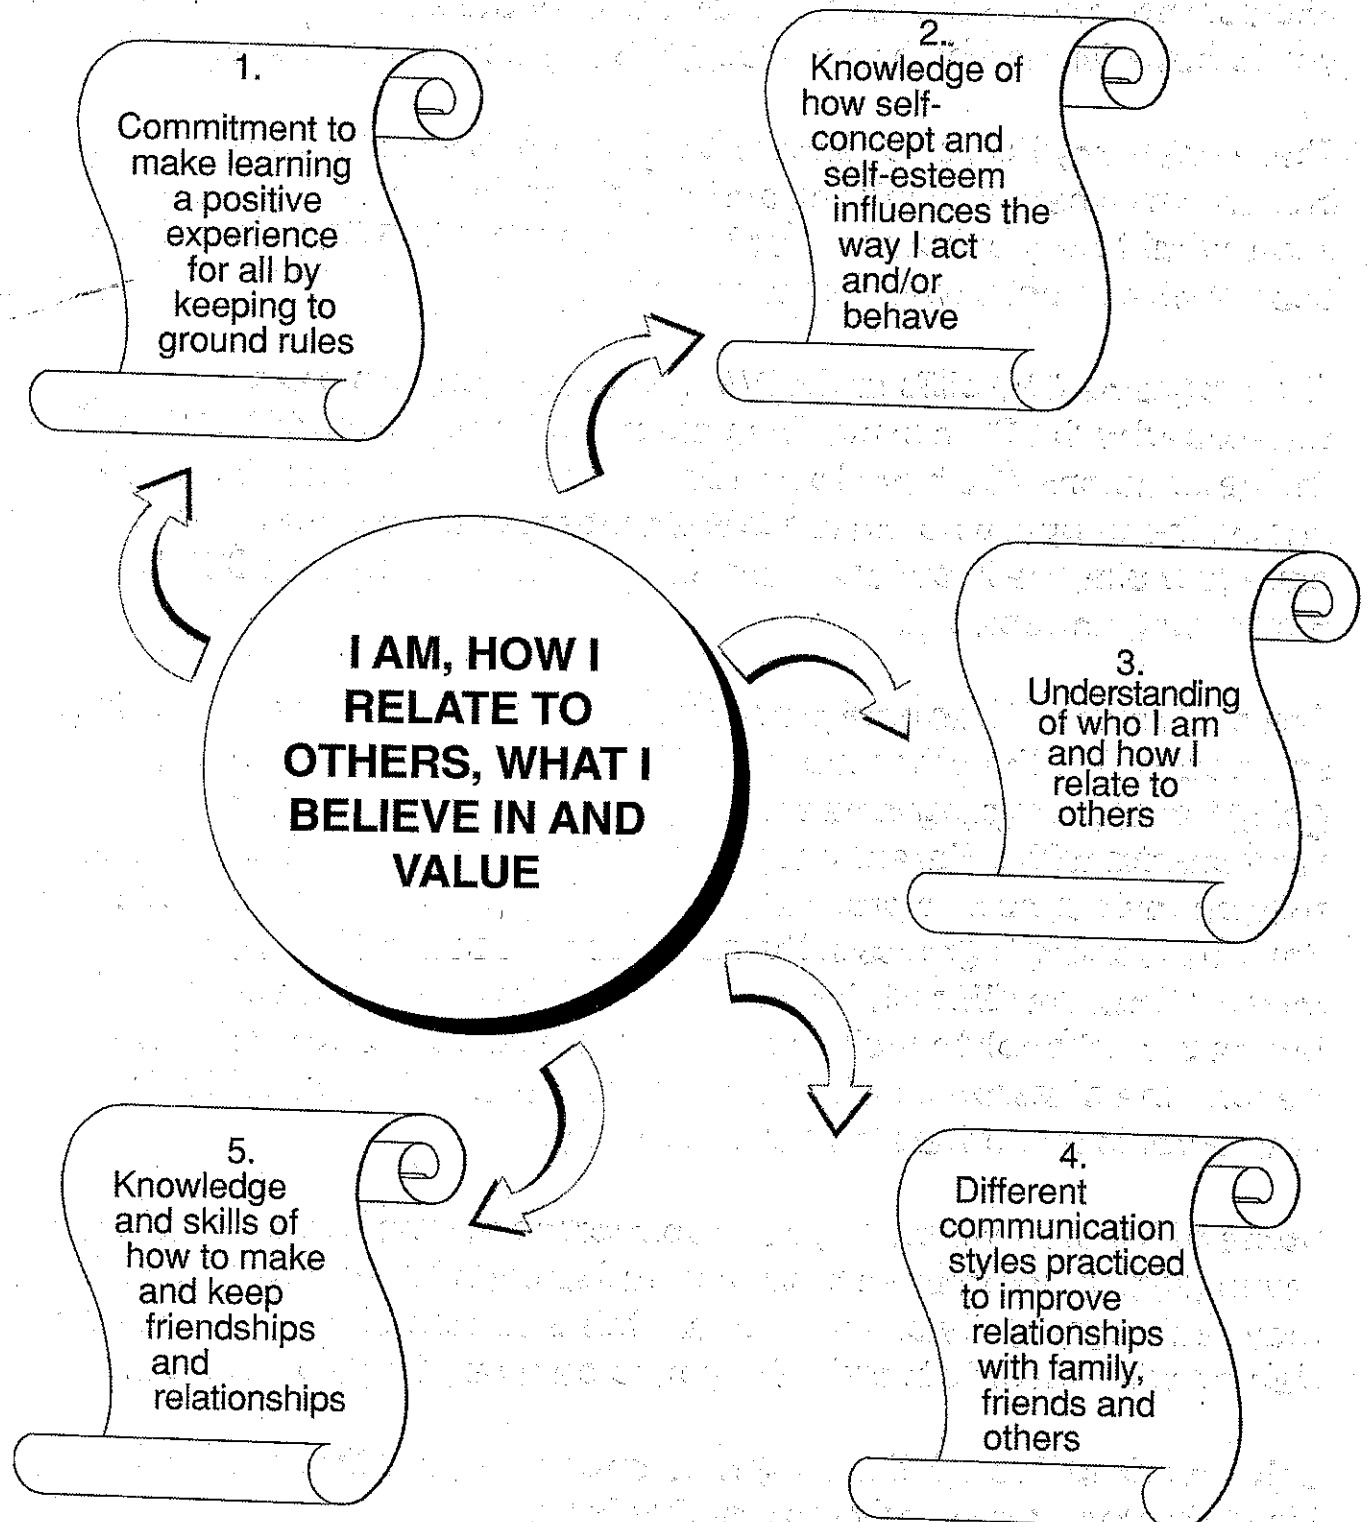 1.
Commitment to
make learning
a positive
experience
for all by
keeping to
ground rules
2.
Knowledge of
how self-
concept and
self-esteem
influences the
way I act
and/or
behave
I AM, HOW I
RELATE TO
OTHERS, WHAT I
BELIEVE IN AND
VALUE
3.
Understanding
of who I am
and how I
relate to
others
4.
Different
communication
styles practiced
to improve
relationships
with family,
friends and
others
5.
Knowledge
and skills of
how to make
and keep
friendships
and
relationships